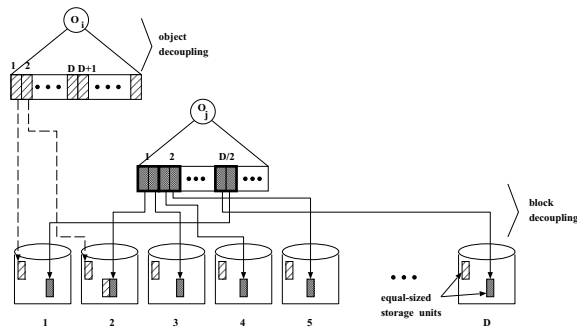 O i
object
decoupling
1 2 D D+1
O j
1 2 D/2
block
decoupling
equal-sized
storage units
1 2 3 4 5 D